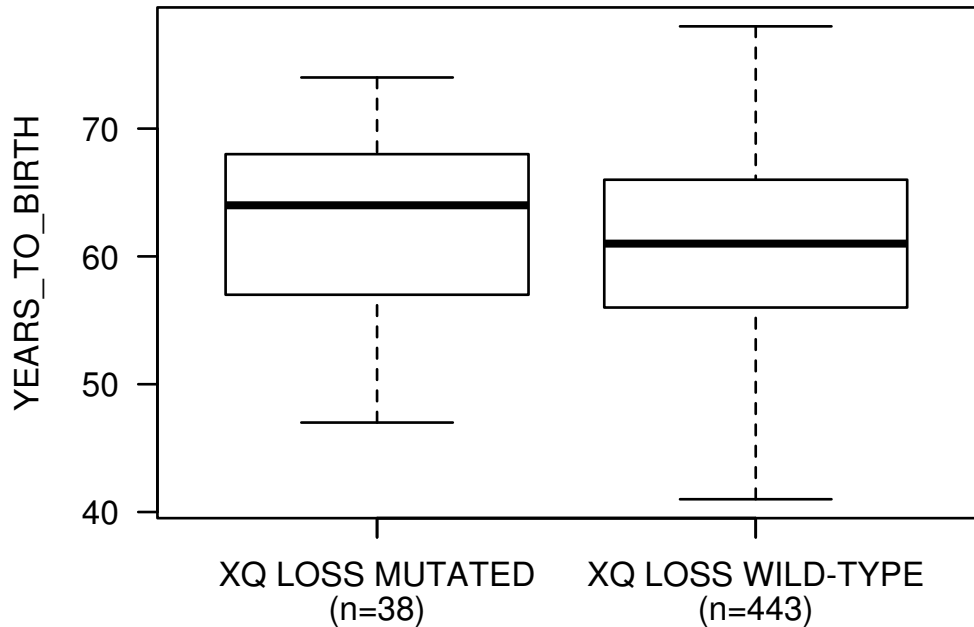 YEARS_TO_BIRTH
70
60
50
40
XQ LOSS MUTATED
(n=38)
XQ LOSS WILD-TYPE
(n=443)